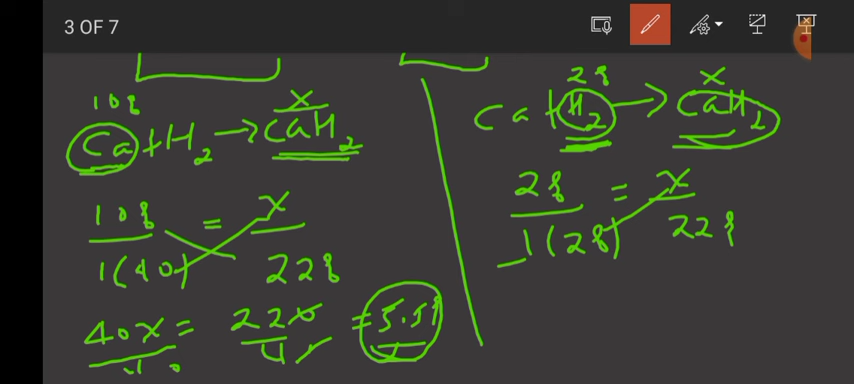 3 OF 7
10g x
Ca + H2 → CaH2
10g = x
1(40) 22g
40x = 220 = 5.5g
40 4
2g x
Ca + H2 → CaH2
2g = x
1(2g) 22g